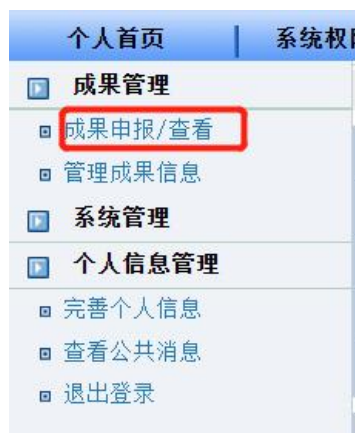 个人首页 系统权
成果管理
成果申报/查看
管理成果信息
系统管理
个人信息管理
完善个人信息
查看公共消息
退出登录